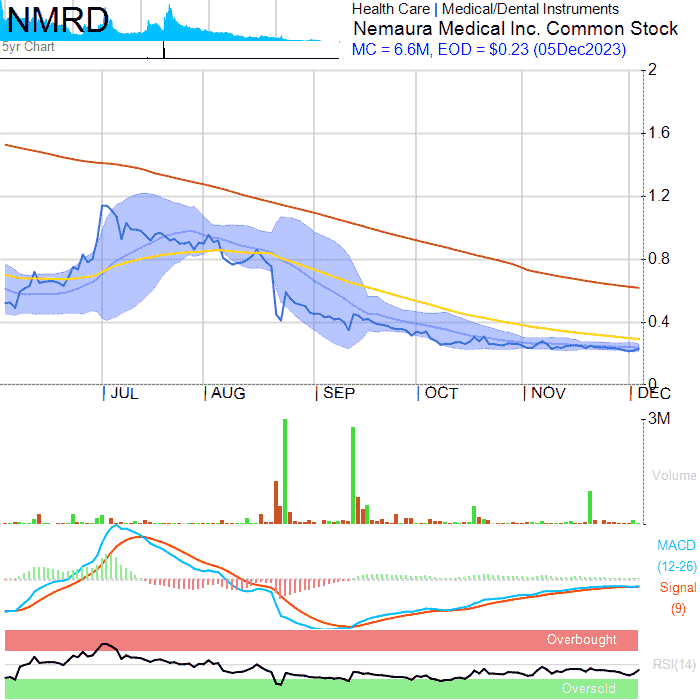 NMRD
5yr Chart
Health Care | Medical/Dental Instruments
Nemaura Medical Inc. Common Stock
MC = 6.6M, EOD = $0.23 (05Dec2023)
2
1.6
1.2
0.8
0.4
0
JUL AUG SEP OCT NOV DEC
3M
Volume
MACD
(12-26)
Signal
(9)
Overbought
RSI(14)
Oversold